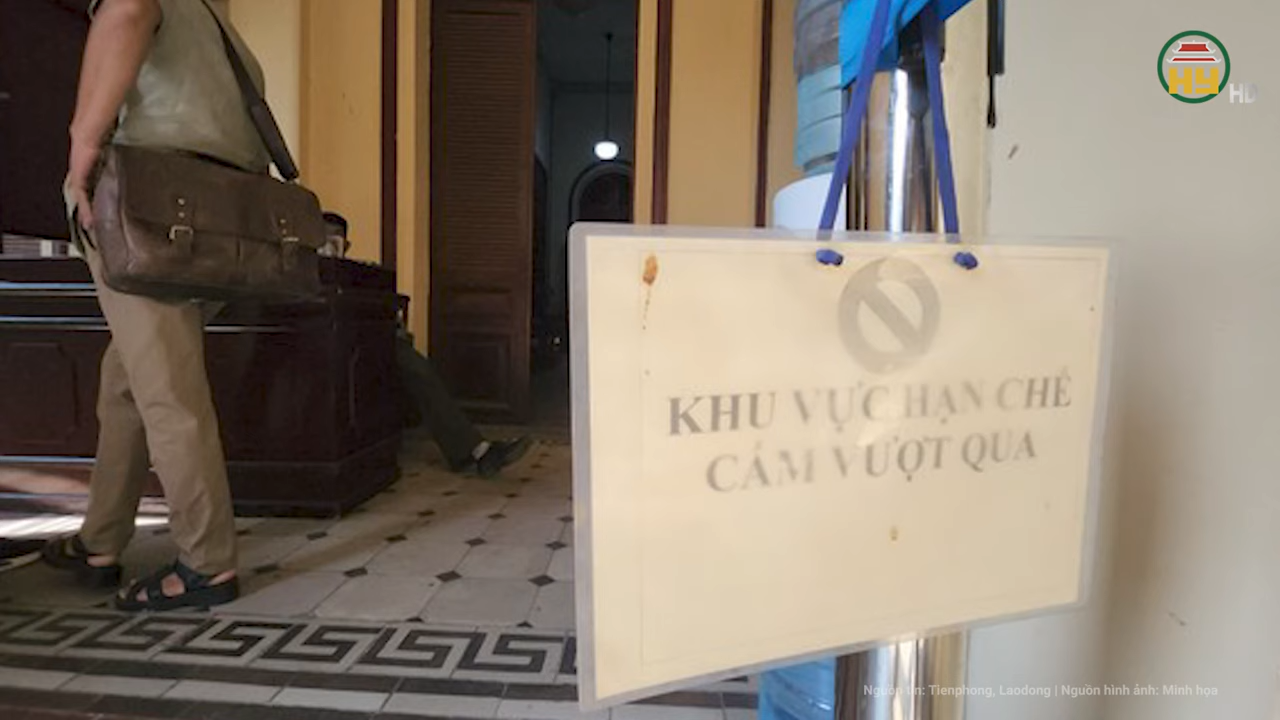 HY
HD
KHU VỰC HẠN CHẾ
CẤM VƯỢT QUA
Nguồn tin: Tienphong, Laodong | Nguồn hình ảnh: Minh họa